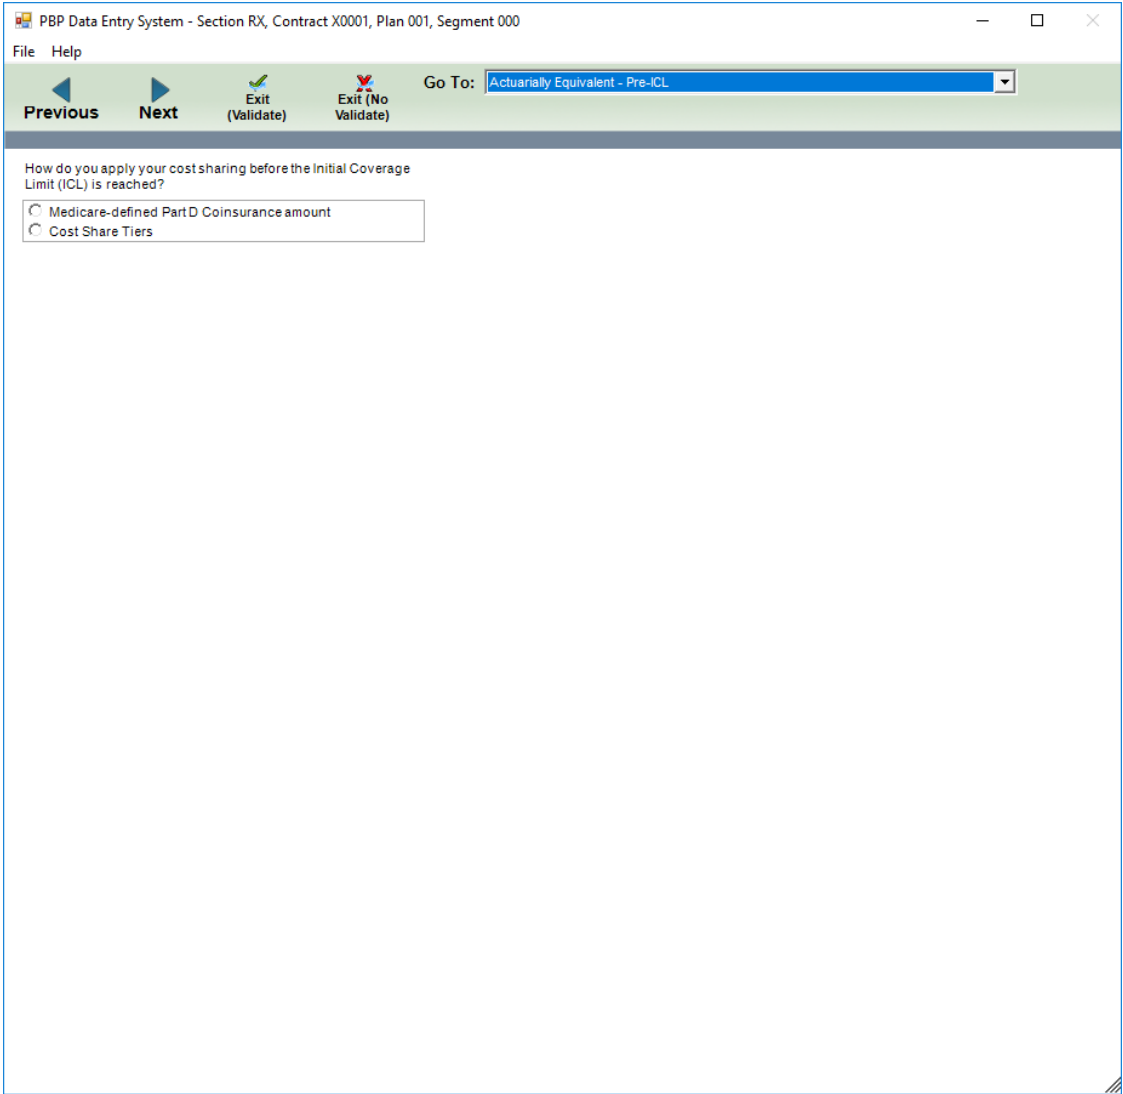 PBP Data Entry System - Section RX, Contract X0001, Plan 001, Segment 000
File Help
Previous
Next
Exit
(Validate)
Exit (No
Validate)
Go To: Actuarially Equivalent - Pre-ICL
How do you apply your cost sharing before the Initial Coverage
Limit (ICL) is reached?
Medicare-defined Part D Coinsurance amount
Cost Share Tiers